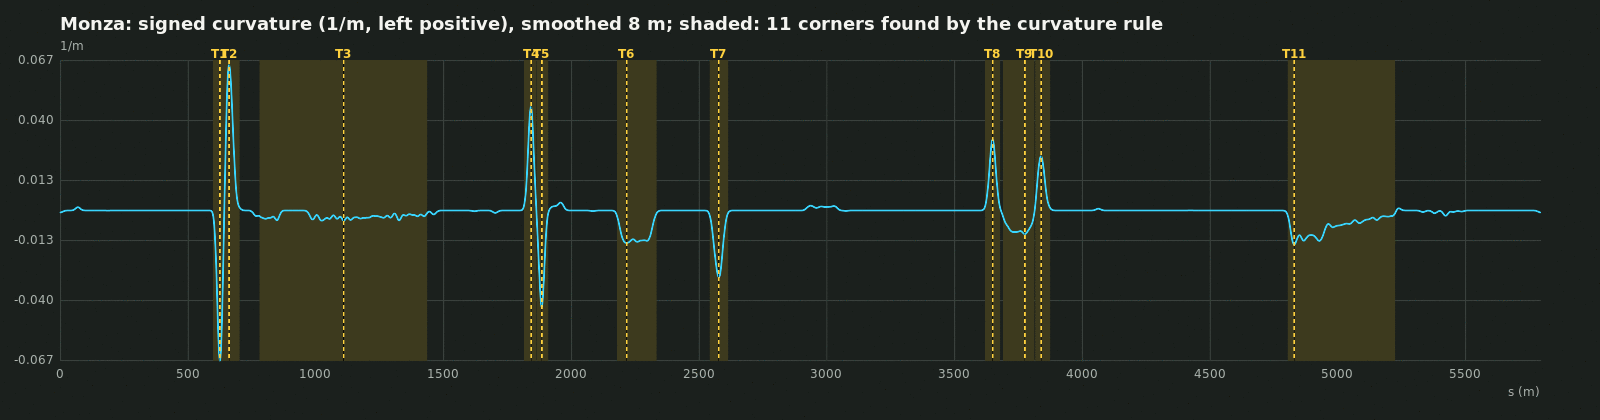 Monza: signed curvature (1/m, left positive), smoothed 8 m; shaded: 11 corners found by the curvature rule
1/m
T1 T2 T3 T4 T5 T6 T7 T8 T9 T10 T11
0.067
0.040
0.013
-0.013
-0.040
-0.067
0 500 1000 1500 2000 2500 3000 3500 4000 4500 5000 5500
s (m)